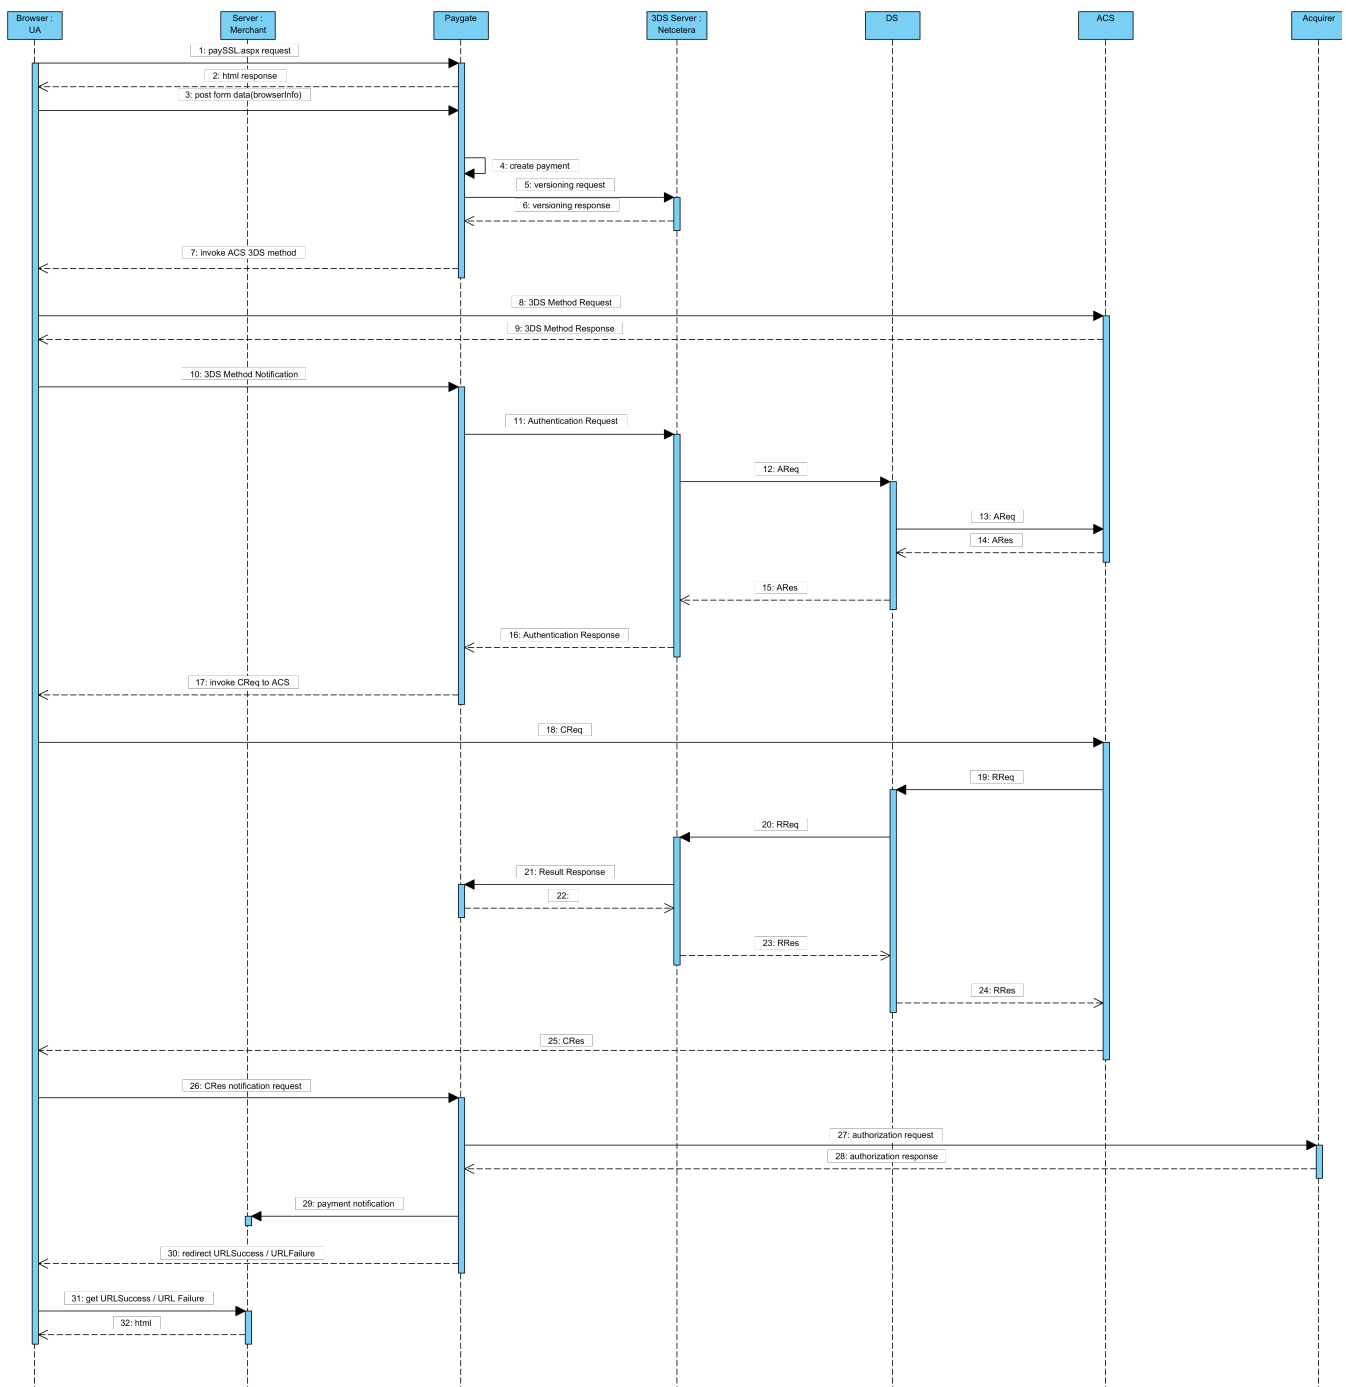 Browser :
UA
Server :
Merchant
Paygate
3DS Server :
Netcetera
DS
ACS
Acquirer
1: paySSL.aspx request
2: html response
3: post form data(browserInfo)
4: create payment
5: versioning request
6: versioning response
7: invoke ACS 3DS method
8: 3DS Method Request
9: 3DS Method Response
10: 3DS Method Notification
11: Authentication Request
12: AReq
13: AReq
14: ARes
15: ARes
16: Authentication Response
17: invoke CReq to ACS
18: CReq
19: RReq
20: RReq
21: Result Response
22:
23: RRes
24: RRes
25: CRes
26: CRes notification request
27: authorization request
28: authorization response
29: payment notification
30: redirect URLSuccess / URLFailure
31: get URLSuccess / URL Failure
32: html